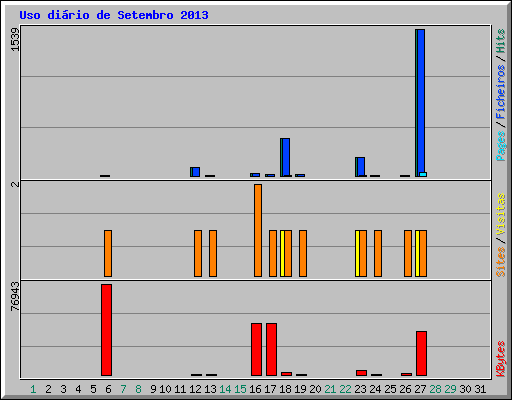 Uso diário de Setembro 2013
1539
2
76943
Pages / Ficheiros / Hits
Sites / Visitas
KBytes
1 2 3 4 5 6 7 8 9 10 11 12 13 14 15 16 17 18 19 20 21 22 23 24 25 26 27 28 29 30 31